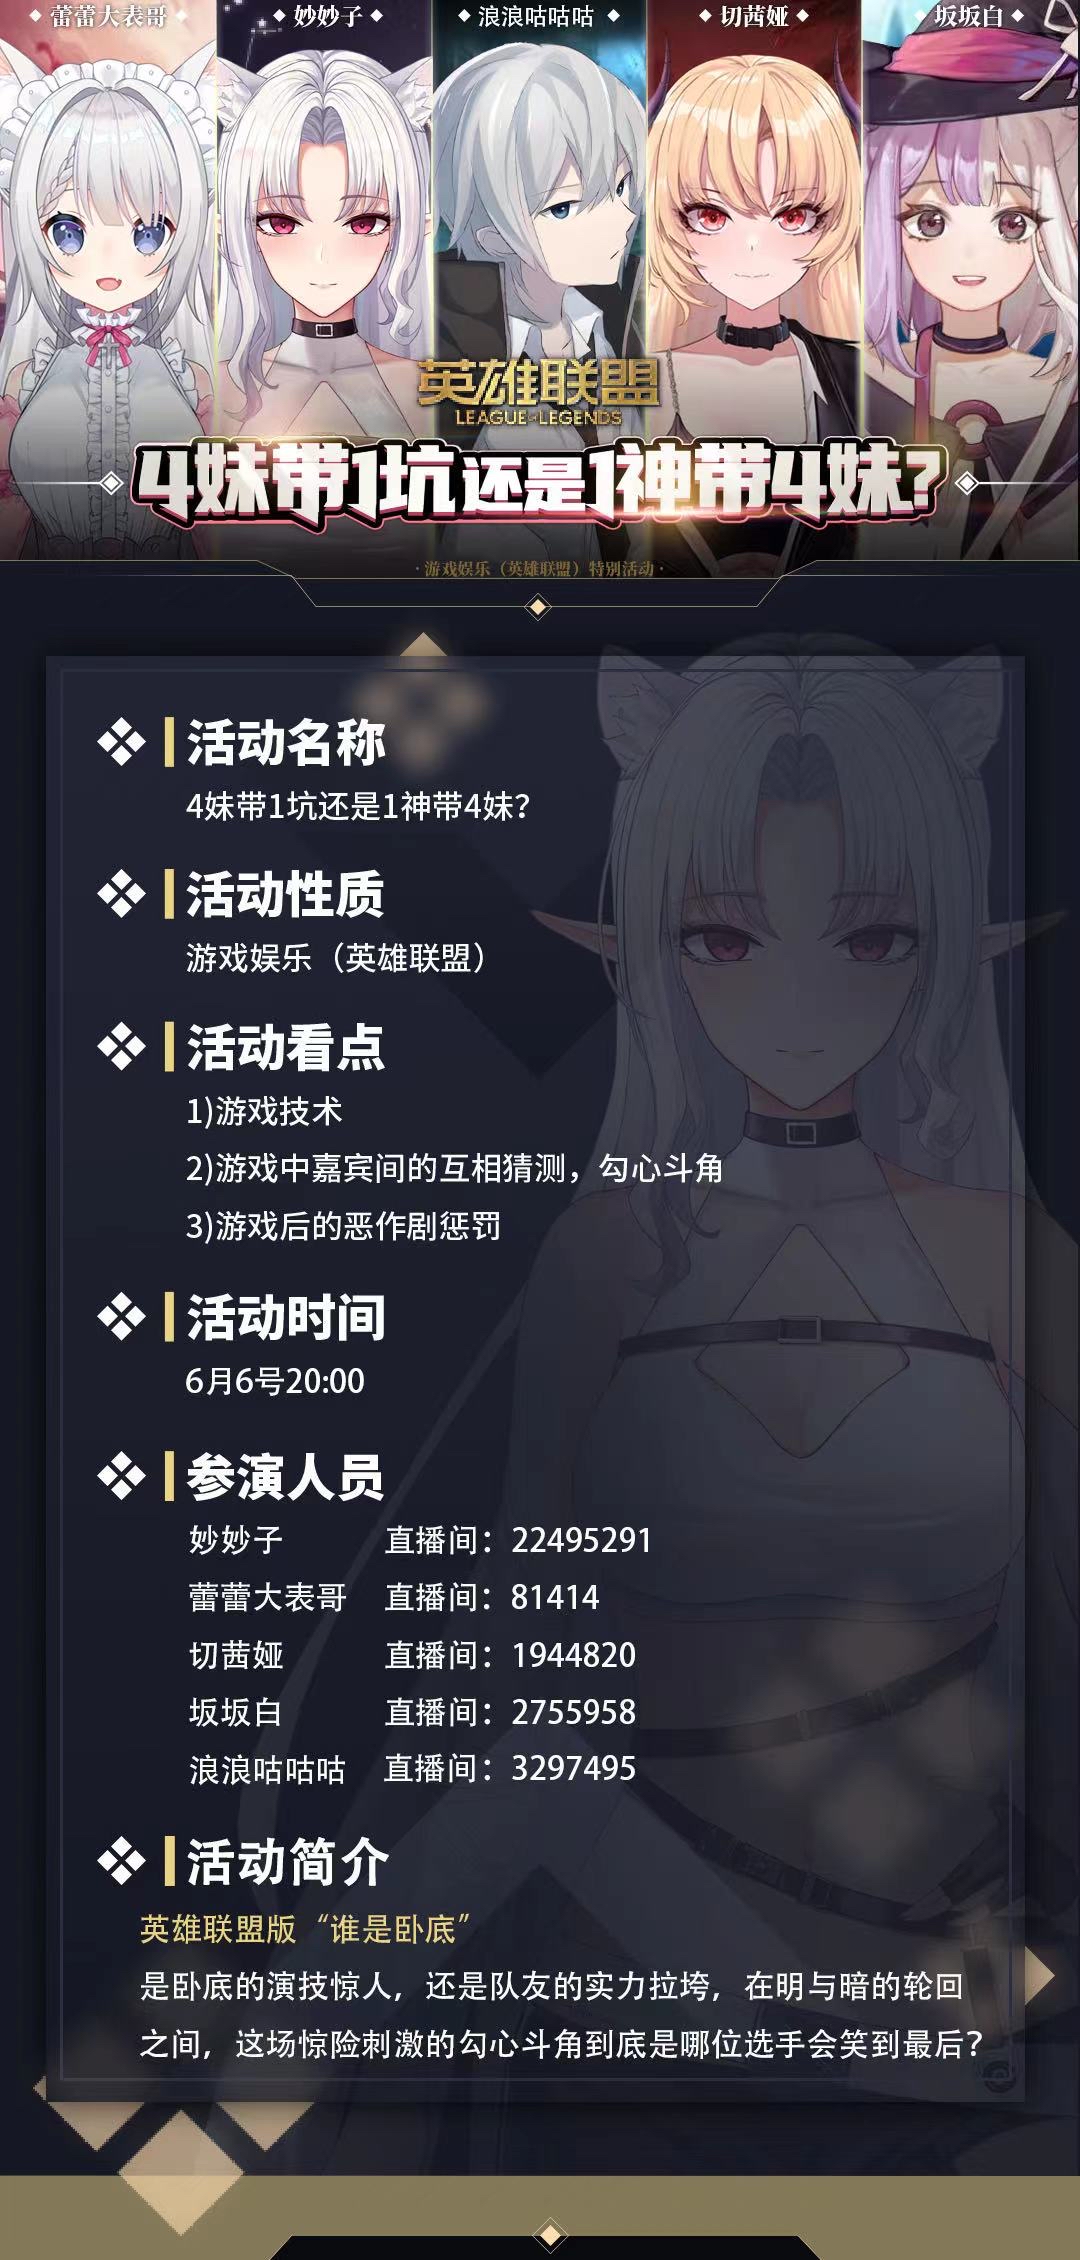 蕾蕾大表哥
妙妙子
浪浪咕咕咕
切茜娅
坂坂白
英雄联盟
LEAGUE OF LEGENDS
4妹带1坑还是1神带4妹?
·游戏娱乐（英雄联盟）特别活动·
活动名称
4妹带1坑还是1神带4妹？
活动性质
游戏娱乐（英雄联盟）
活动看点
1)游戏技术
2)游戏中嘉宾间的互相猜测，勾心斗角
3)游戏后的恶作剧惩罚
活动时间
6月6号20:00
参演人员
妙妙子 直播间：22495291
蕾蕾大表哥 直播间：81414
切茜娅 直播间：1944820
坂坂白 直播间：2755958
浪浪咕咕咕 直播间：3297495
活动简介
英雄联盟版“谁是卧底”
是卧底的演技惊人，还是队友的实力拉垮，在明与暗的轮回
之间，这场惊险刺激的勾心斗角到底是哪位选手会笑到最后？